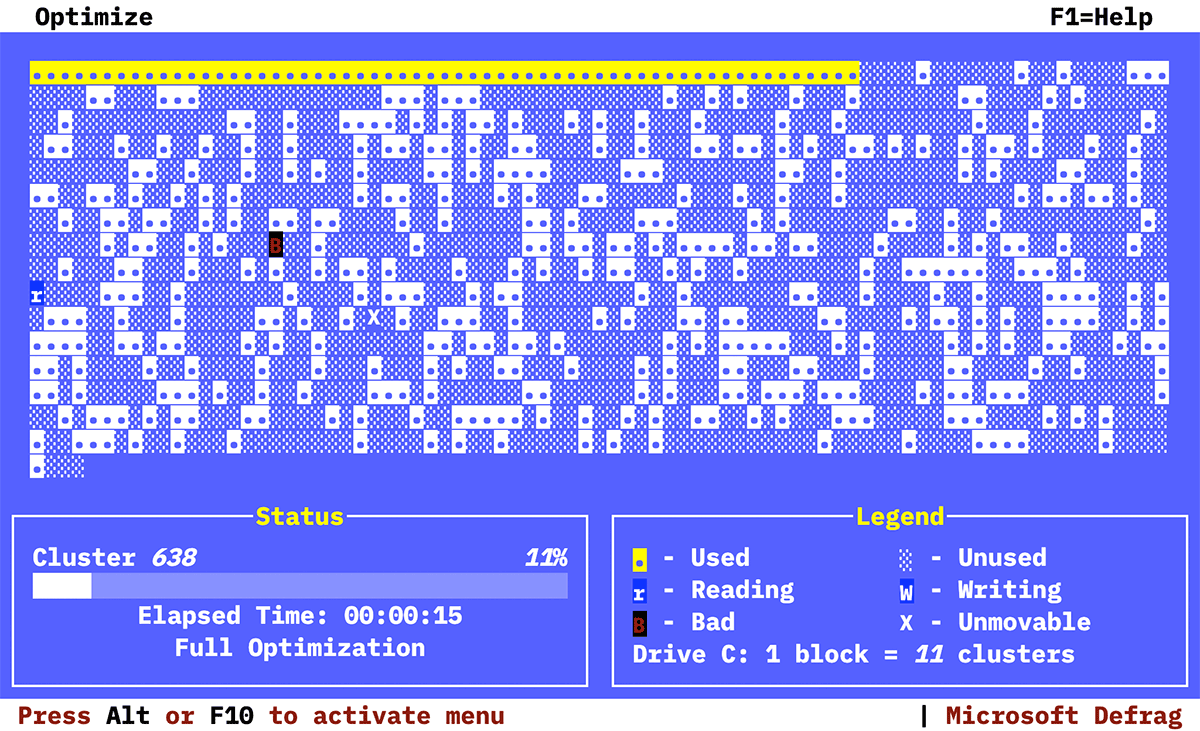 Optimize F1=Help
B
r
X
Status
Cluster 638 11%
Elapsed Time: 00:00:15
Full Optimization
Legend
- Used - Unused
r - Reading W - Writing
B - Bad X - Unmovable
Drive C: 1 block = 11 clusters
Press Alt or F10 to activate menu | Microsoft Defrag